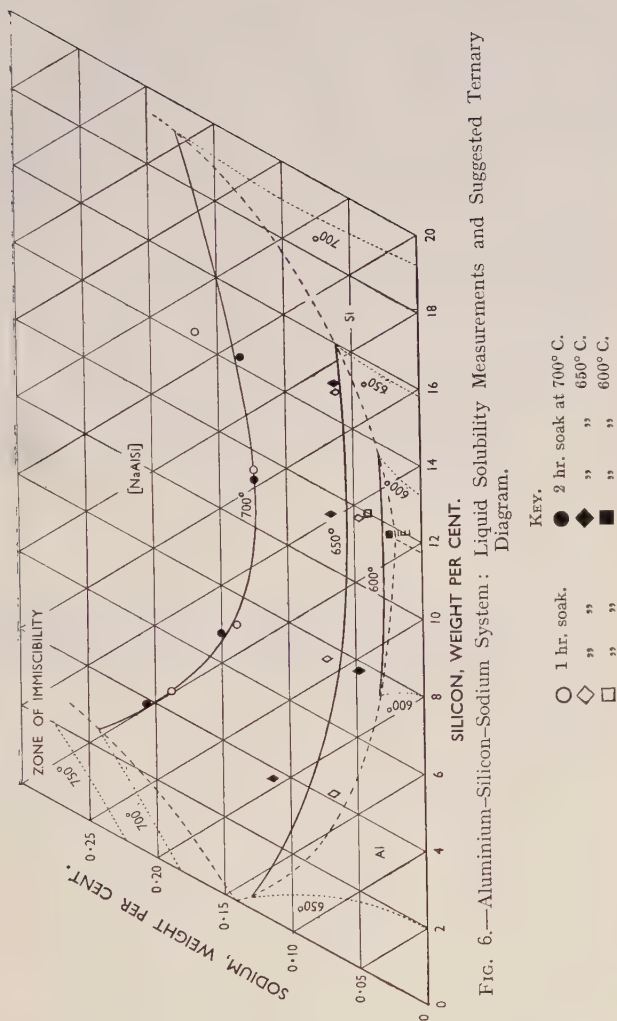 ZONE OF IMMISCIBILITY
[NaAlSi]
750°
700°
700°
700°
650°
650°
650°
600°
600°
600°
Al
Si
E
SODIUM, WEIGHT PER CENT.
0·25
0·20
0·15
0·10
0·05
0
0 2 4 6 8 10 12 14 16 18 20
SILICON, WEIGHT PER CENT.
FIG. 6.—Aluminium–Silicon–Sodium System: Liquid Solubility Measurements and Suggested Ternary
Diagram.
KEY.
○ 1 hr. soak. ● 2 hr. soak at 700° C.
◇ ,, ,, ◆ ,, ,, 650° C.
□ ,, ,, ■ ,, ,, 600° C.